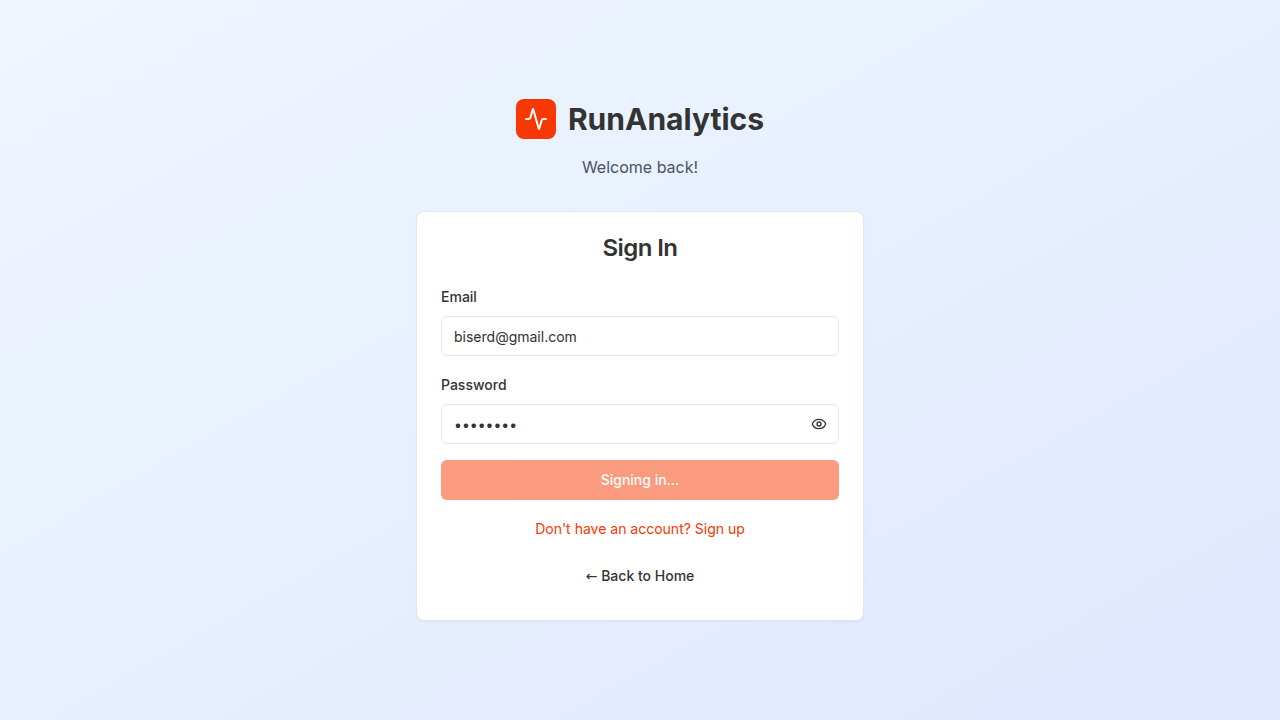 RunAnalytics
Welcome back!
Sign In
Email
biserd@gmail.com
Password
••••••••
Signing in...
Don't have an account? Sign up
← Back to Home